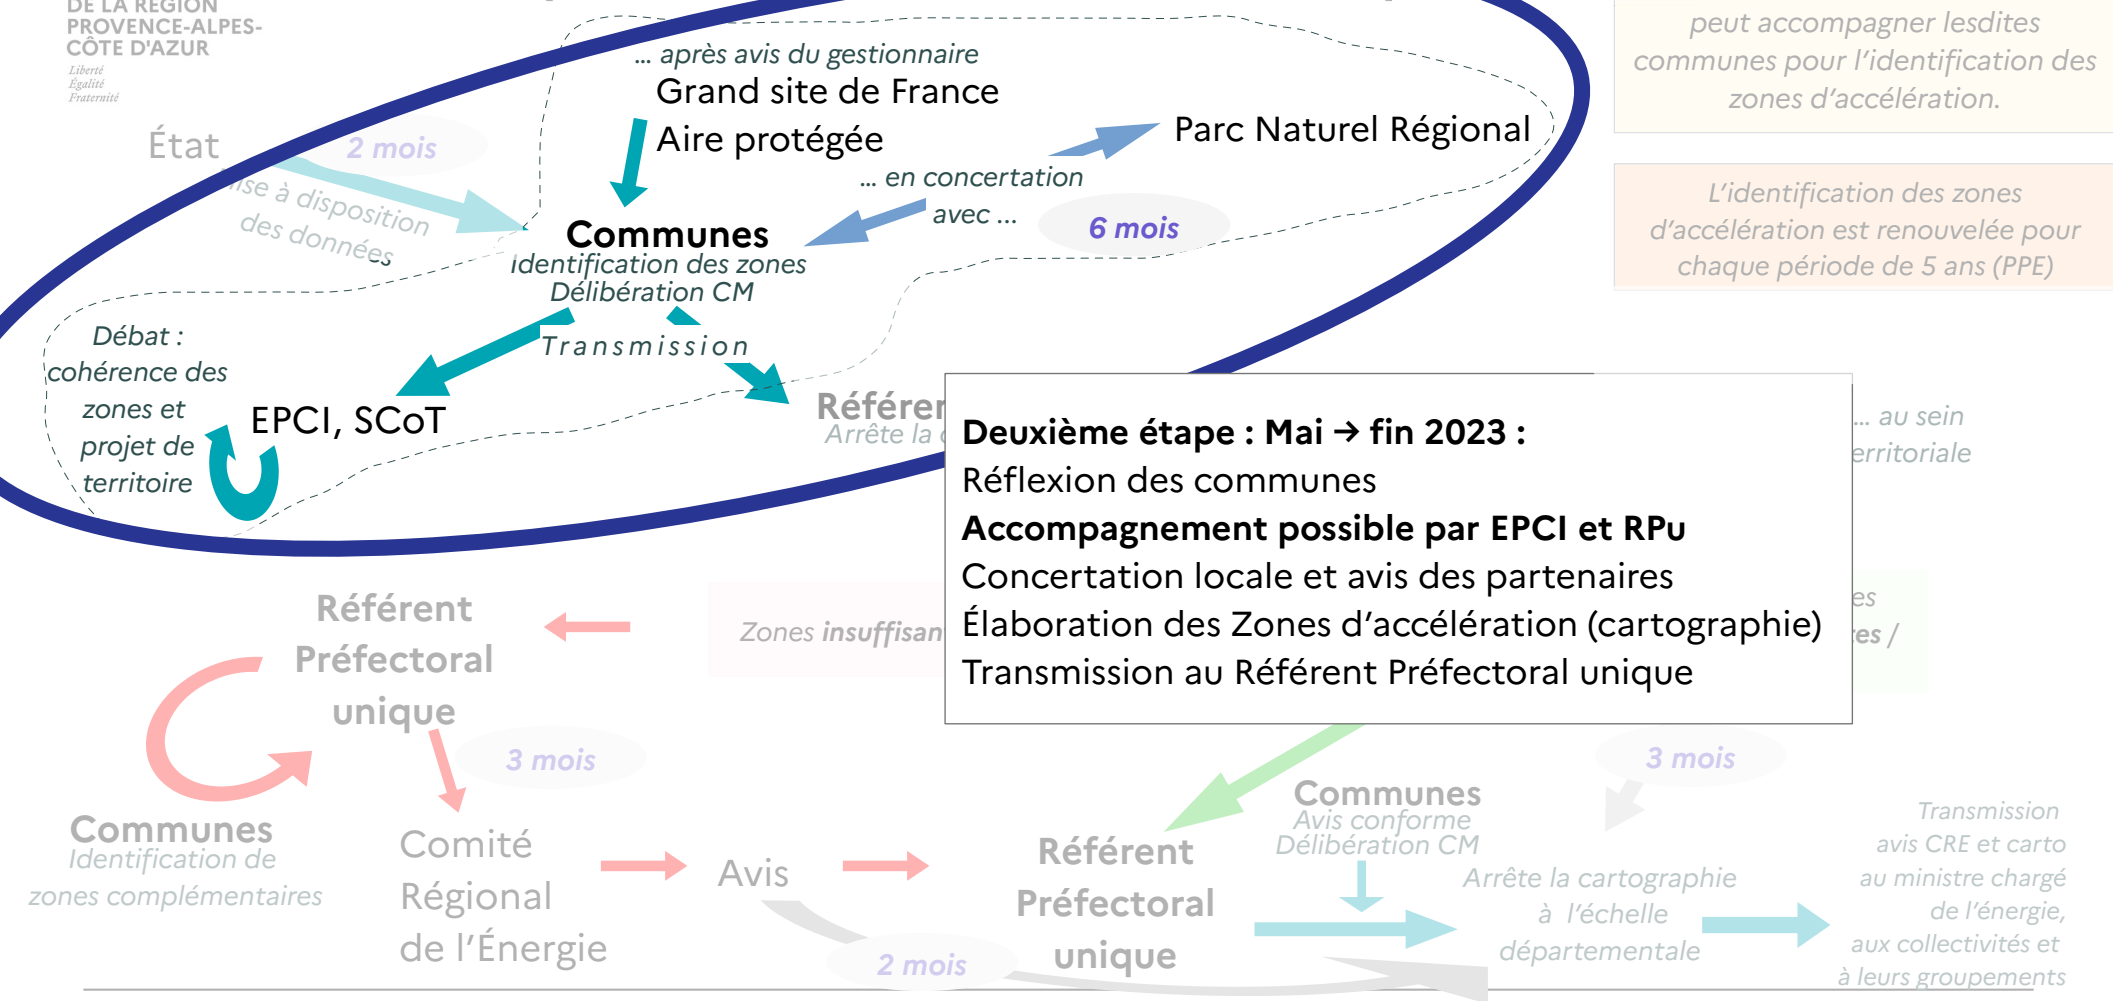 DE LA RÉGION
PROVENCE-ALPES-
CÔTE D'AZUR
Liberté
Égalité
Fraternité
peut accompagner lesdites
communes pour l'identification des
zones d'accélération.
L'identification des zones
d'accélération est renouvelée pour
chaque période de 5 ans (PPE)
... après avis du gestionnaire
Grand site de France
Aire protégée
Parc Naturel Régional
État
2 mois
à disposition
des données
... en concertation
avec ...
6 mois
Communes
Identification des zones
Délibération CM
Transmission
Débat :
cohérence des
zones et
projet de
territoire
EPCI, SCoT
Arrête la
... au sein
Deuxième étape : Mai → fin 2023 :
Réflexion des communes
Accompagnement possible par EPCI et RPu
Concertation locale et avis des partenaires
Élaboration des Zones d'accélération (cartographie)
Transmission au Référent Préfectoral unique
Référent
Préfectoral
unique
Zones
3 mois
Communes
Identification de
zones complémentaires
Comité
Régional
de l'Énergie
Avis
2 mois
Référent
Préfectoral
unique
Communes
Avis conforme
Délibération CM
3 mois
Arrête la cartographie
à l'échelle
départementale
Transmission
avis CRE et carto
au ministre chargé
de l'énergie,
aux collectivités et
à leurs groupements